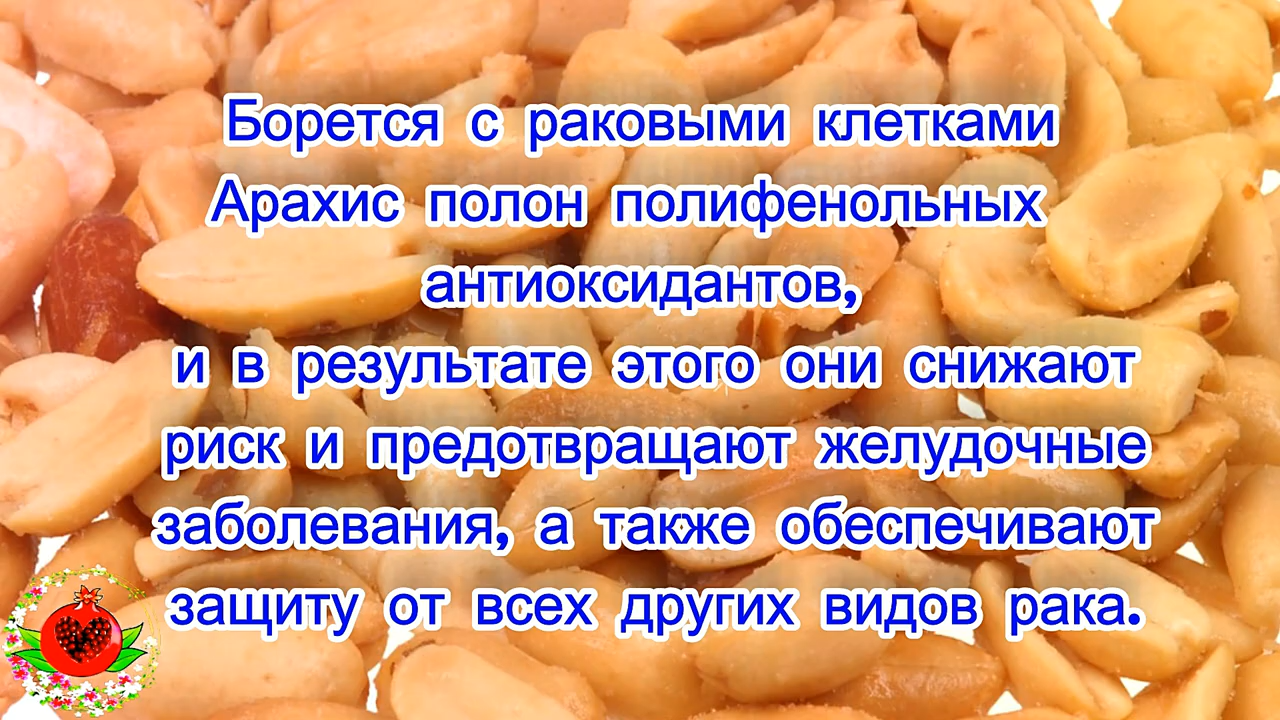 Борется с раковыми клетками
Арахис полон полифенольных
антиоксидантов,
и в результате этого они снижают
риск и предотвращают желудочные
заболевания, а также обеспечивают
защиту от всех других видов рака.